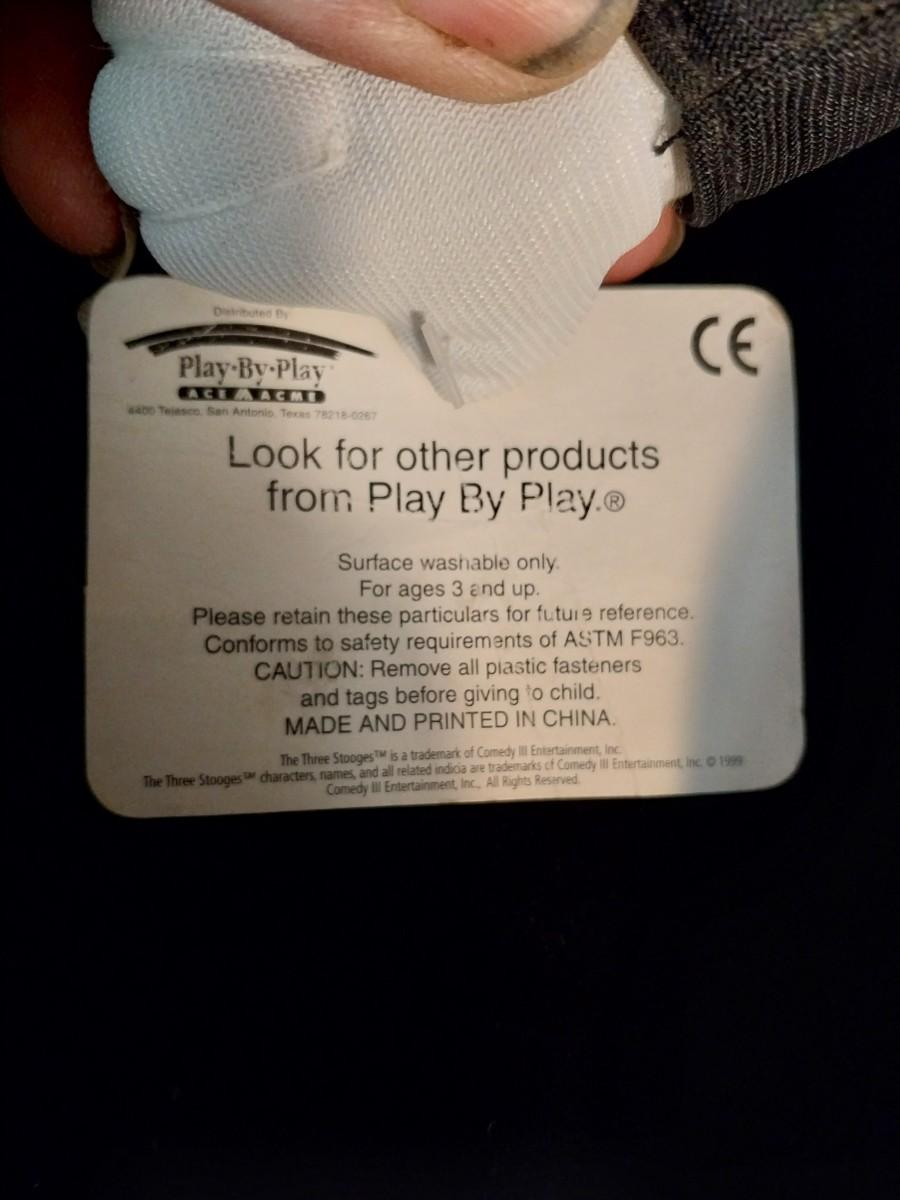 Distributed By
CE
Play•By•Play
ACE ACME
4400 Tejasco, San Antonio, Texas 78218-0267
Look for other products
from Play By Play.®
Surface washable only.
For ages 3 and up.
Please retain these particulars for future reference.
Conforms to safety requirements of ASTM F963.
CAUTION: Remove all plastic fasteners
and tags before giving to child.
MADE AND PRINTED IN CHINA.
The Three Stooges™ is a trademark of Comedy III Entertainment, Inc.
The Three Stooges℠ characters, names, and all related indicia are trademarks of Comedy III Entertainment, Inc. © 1999
Comedy III Entertainment, Inc., All Rights Reserved.